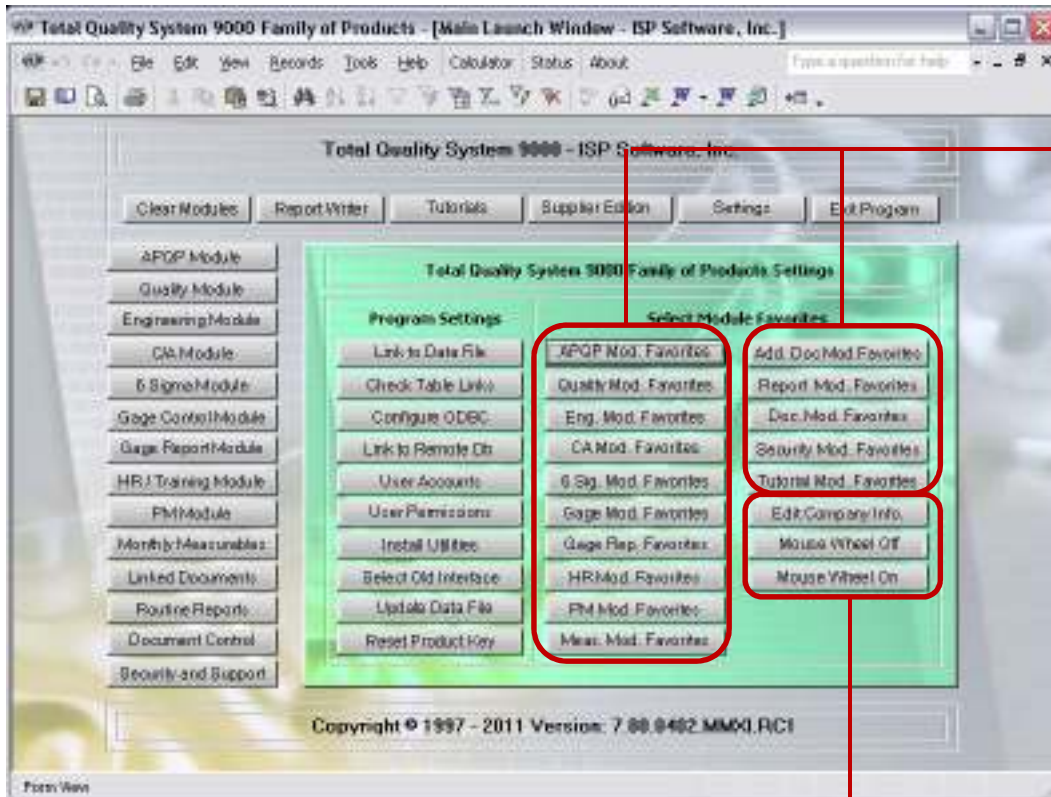 Total Quality System 9000 Family of Products - [Main Launch Window - ISP Software, Inc.]
File Edit View Records Tools Help Calculator Status About Type a question for help
Total Quality System 9000 - ISP Software, Inc.
Clear Modules Report Writer Tutorials Supplier Edition Settings Exit Program
APQP Module
Quality Module
Engineering Module
C/A Module
6 Sigma Module
Gage Control Module
Gage Report Module
HR / Training Module
PM Module
Monthly Measurables
Linked Documents
Routine Reports
Document Control
Security and Support
Total Quality System 9000 Family of Products Settings
Program Settings
Link to Data File
Check Table Links
Configure ODBC
Link to Remote Db
User Accounts
User Permissions
Install Utilities
Select Old Interface
Update Data File
Reset Product Key
Select Module Favorites
APQP Mod. Favorites
Quality Mod. Favorites
Eng. Mod. Favorites
CA Mod. Favorites
6 Sig. Mod. Favorites
Gage Mod. Favorites
Gage Rep. Favorites
HR Mod. Favorites
PM Mod. Favorites
Meas. Mod. Favorites
Add. Doc Mod.Favorites
Report Mod. Favorites
Doc. Mod. Favorites
Security Mod. Favorites
Tutorial Mod. Favorites
Edit Company Info.
Mouse Wheel Off
Mouse Wheel On
Copyright © 1997 - 2011 Version: 7.88.0482.MMXI.RC1
Form View